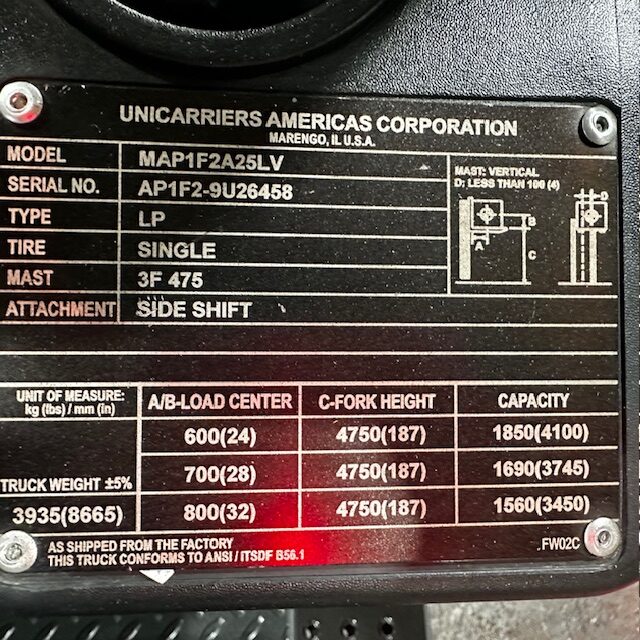 UNICARRIERS AMERICAS CORPORATION
MARENGO, IL U.S.A.
MODEL MAP1F2A25LV
SERIAL NO. AP1F2-9U26458
TYPE LP
TIRE SINGLE
MAST 3F 475
ATTACHMENT SIDE SHIFT
MAST: VERTICAL
D: LESS THAN 100 (4)
D
B
A
C
UNIT OF MEASURE: A/B-LOAD CENTER C-FORK HEIGHT CAPACITY
kg (lbs) / mm (in)
600(24) 4750(187) 1850(4100)
700(28) 4750(187) 1690(3745)
TRUCK WEIGHT ±5%
3935(8665) 800(32) 4750(187) 1560(3450)
AS SHIPPED FROM THE FACTORY
THIS TRUCK CONFORMS TO ANSI / ITSDF B56.1
FW02C